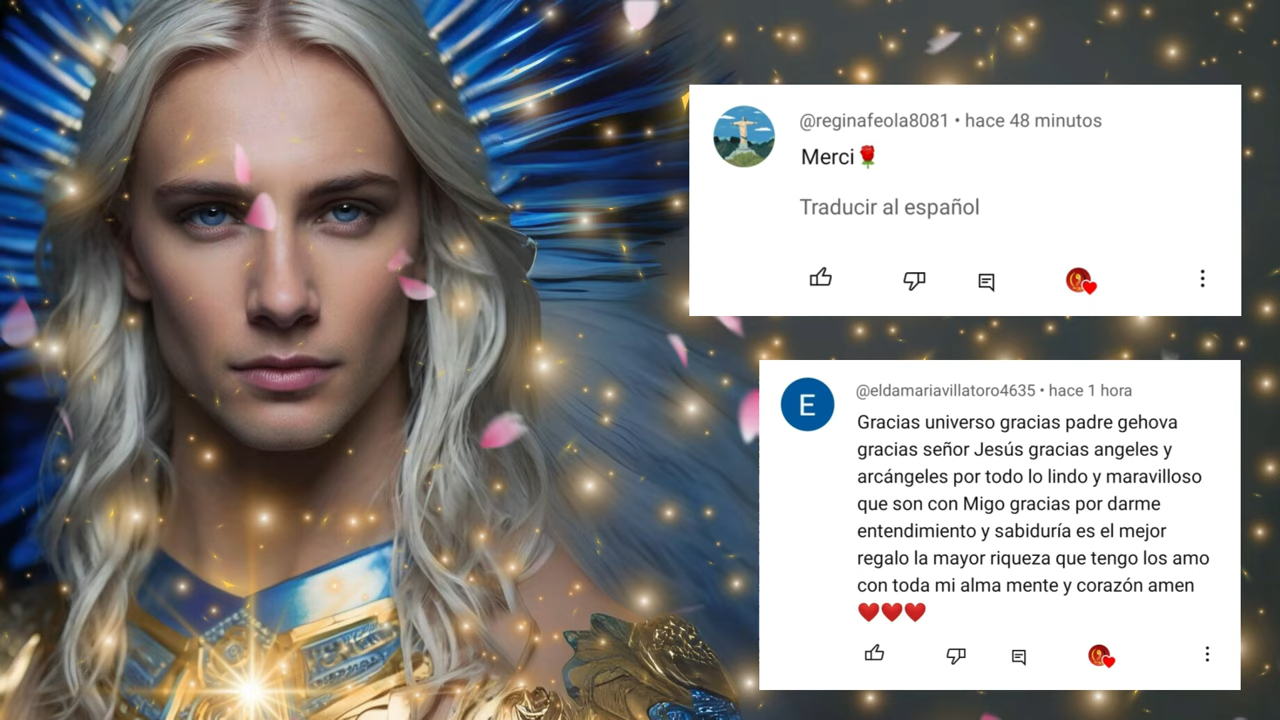 @reginafeola8081 • hace 48 minutos
Merci🌹
Traducir al español
E
@eldamariavillatoro4635 • hace 1 hora
Gracias universo gracias padre gehova
gracias señor Jesús gracias angeles y
arcángeles por todo lo lindo y maravilloso
que son con Migo gracias por darme
entendimiento y sabiduría es el mejor
regalo la mayor riqueza que tengo los amo
con toda mi alma mente y corazón amen
❤️❤️❤️